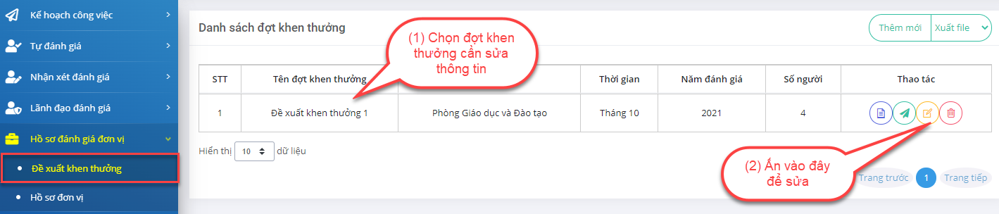 Kế hoạch công việc
Tự đánh giá
Nhận xét đánh giá
Lãnh đạo đánh giá
Hồ sơ đánh giá đơn vị
Đề xuất khen thưởng
Hồ sơ đơn vị
Danh sách đợt khen thưởng
Thêm mới Xuất file
(1) Chọn đợt khen
thưởng cần sửa
thông tin
STT Tên đợt khen thưởng Thời gian Năm đánh giá Số người Thao tác
1 Đề xuất khen thưởng 1 Phòng Giáo dục và Đào tạo Tháng 10 2021 4
Hiển thị 10 dữ liệu
(2) Ấn vào đây
để sửa
Trang trước 1 Trang tiếp